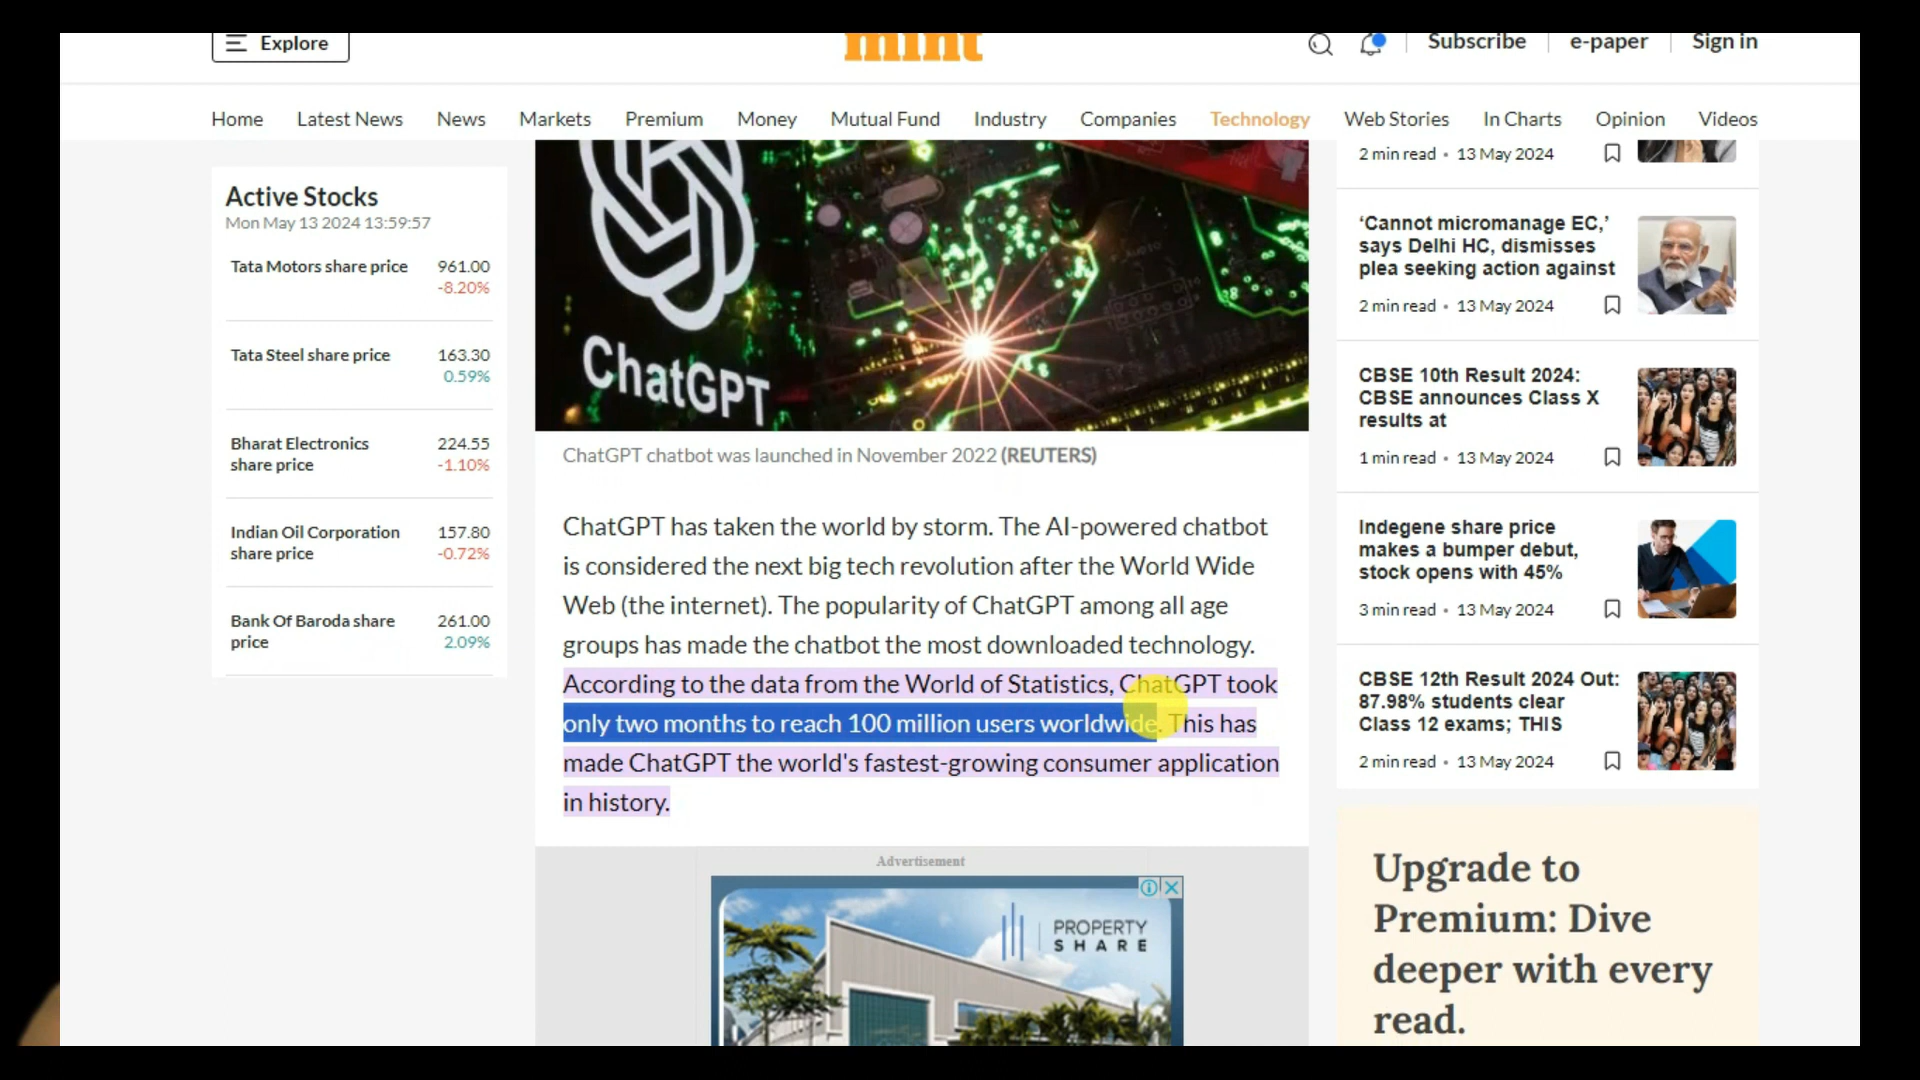 Explore
mint
Subscribe
e-paper
Sign in
Home
Latest News
News
Markets
Premium
Money
Mutual Fund
Industry
Companies
Technology
Web Stories
In Charts
Opinion
Videos
Active Stocks
Mon May 13 2024 13:59:57
Tata Motors share price 961.00
-8.20%
Tata Steel share price 163.30
0.59%
Bharat Electronics 224.55
share price -1.10%
Indian Oil Corporation 157.80
share price -0.72%
Bank Of Baroda share 261.00
price 2.09%
ChatGPT
ChatGPT chatbot was launched in November 2022 (REUTERS)
ChatGPT has taken the world by storm. The AI-powered chatbot
is considered the next big tech revolution after the World Wide
Web (the internet). The popularity of ChatGPT among all age
groups has made the chatbot the most downloaded technology.
According to the data from the World of Statistics, ChatGPT took
only two months to reach 100 million users worldwide. This has
made ChatGPT the world's fastest-growing consumer application
in history.
Advertisement
PROPERTY
SHARE
2 min read • 13 May 2024
‘Cannot micromanage EC,’
says Delhi HC, dismisses
plea seeking action against
2 min read • 13 May 2024
CBSE 10th Result 2024:
CBSE announces Class X
results at
1 min read • 13 May 2024
Indegene share price
makes a bumper debut,
stock opens with 45%
3 min read • 13 May 2024
CBSE 12th Result 2024 Out:
87.98% students clear
Class 12 exams; THIS
2 min read • 13 May 2024
Upgrade to
Premium: Dive
deeper with every
read.